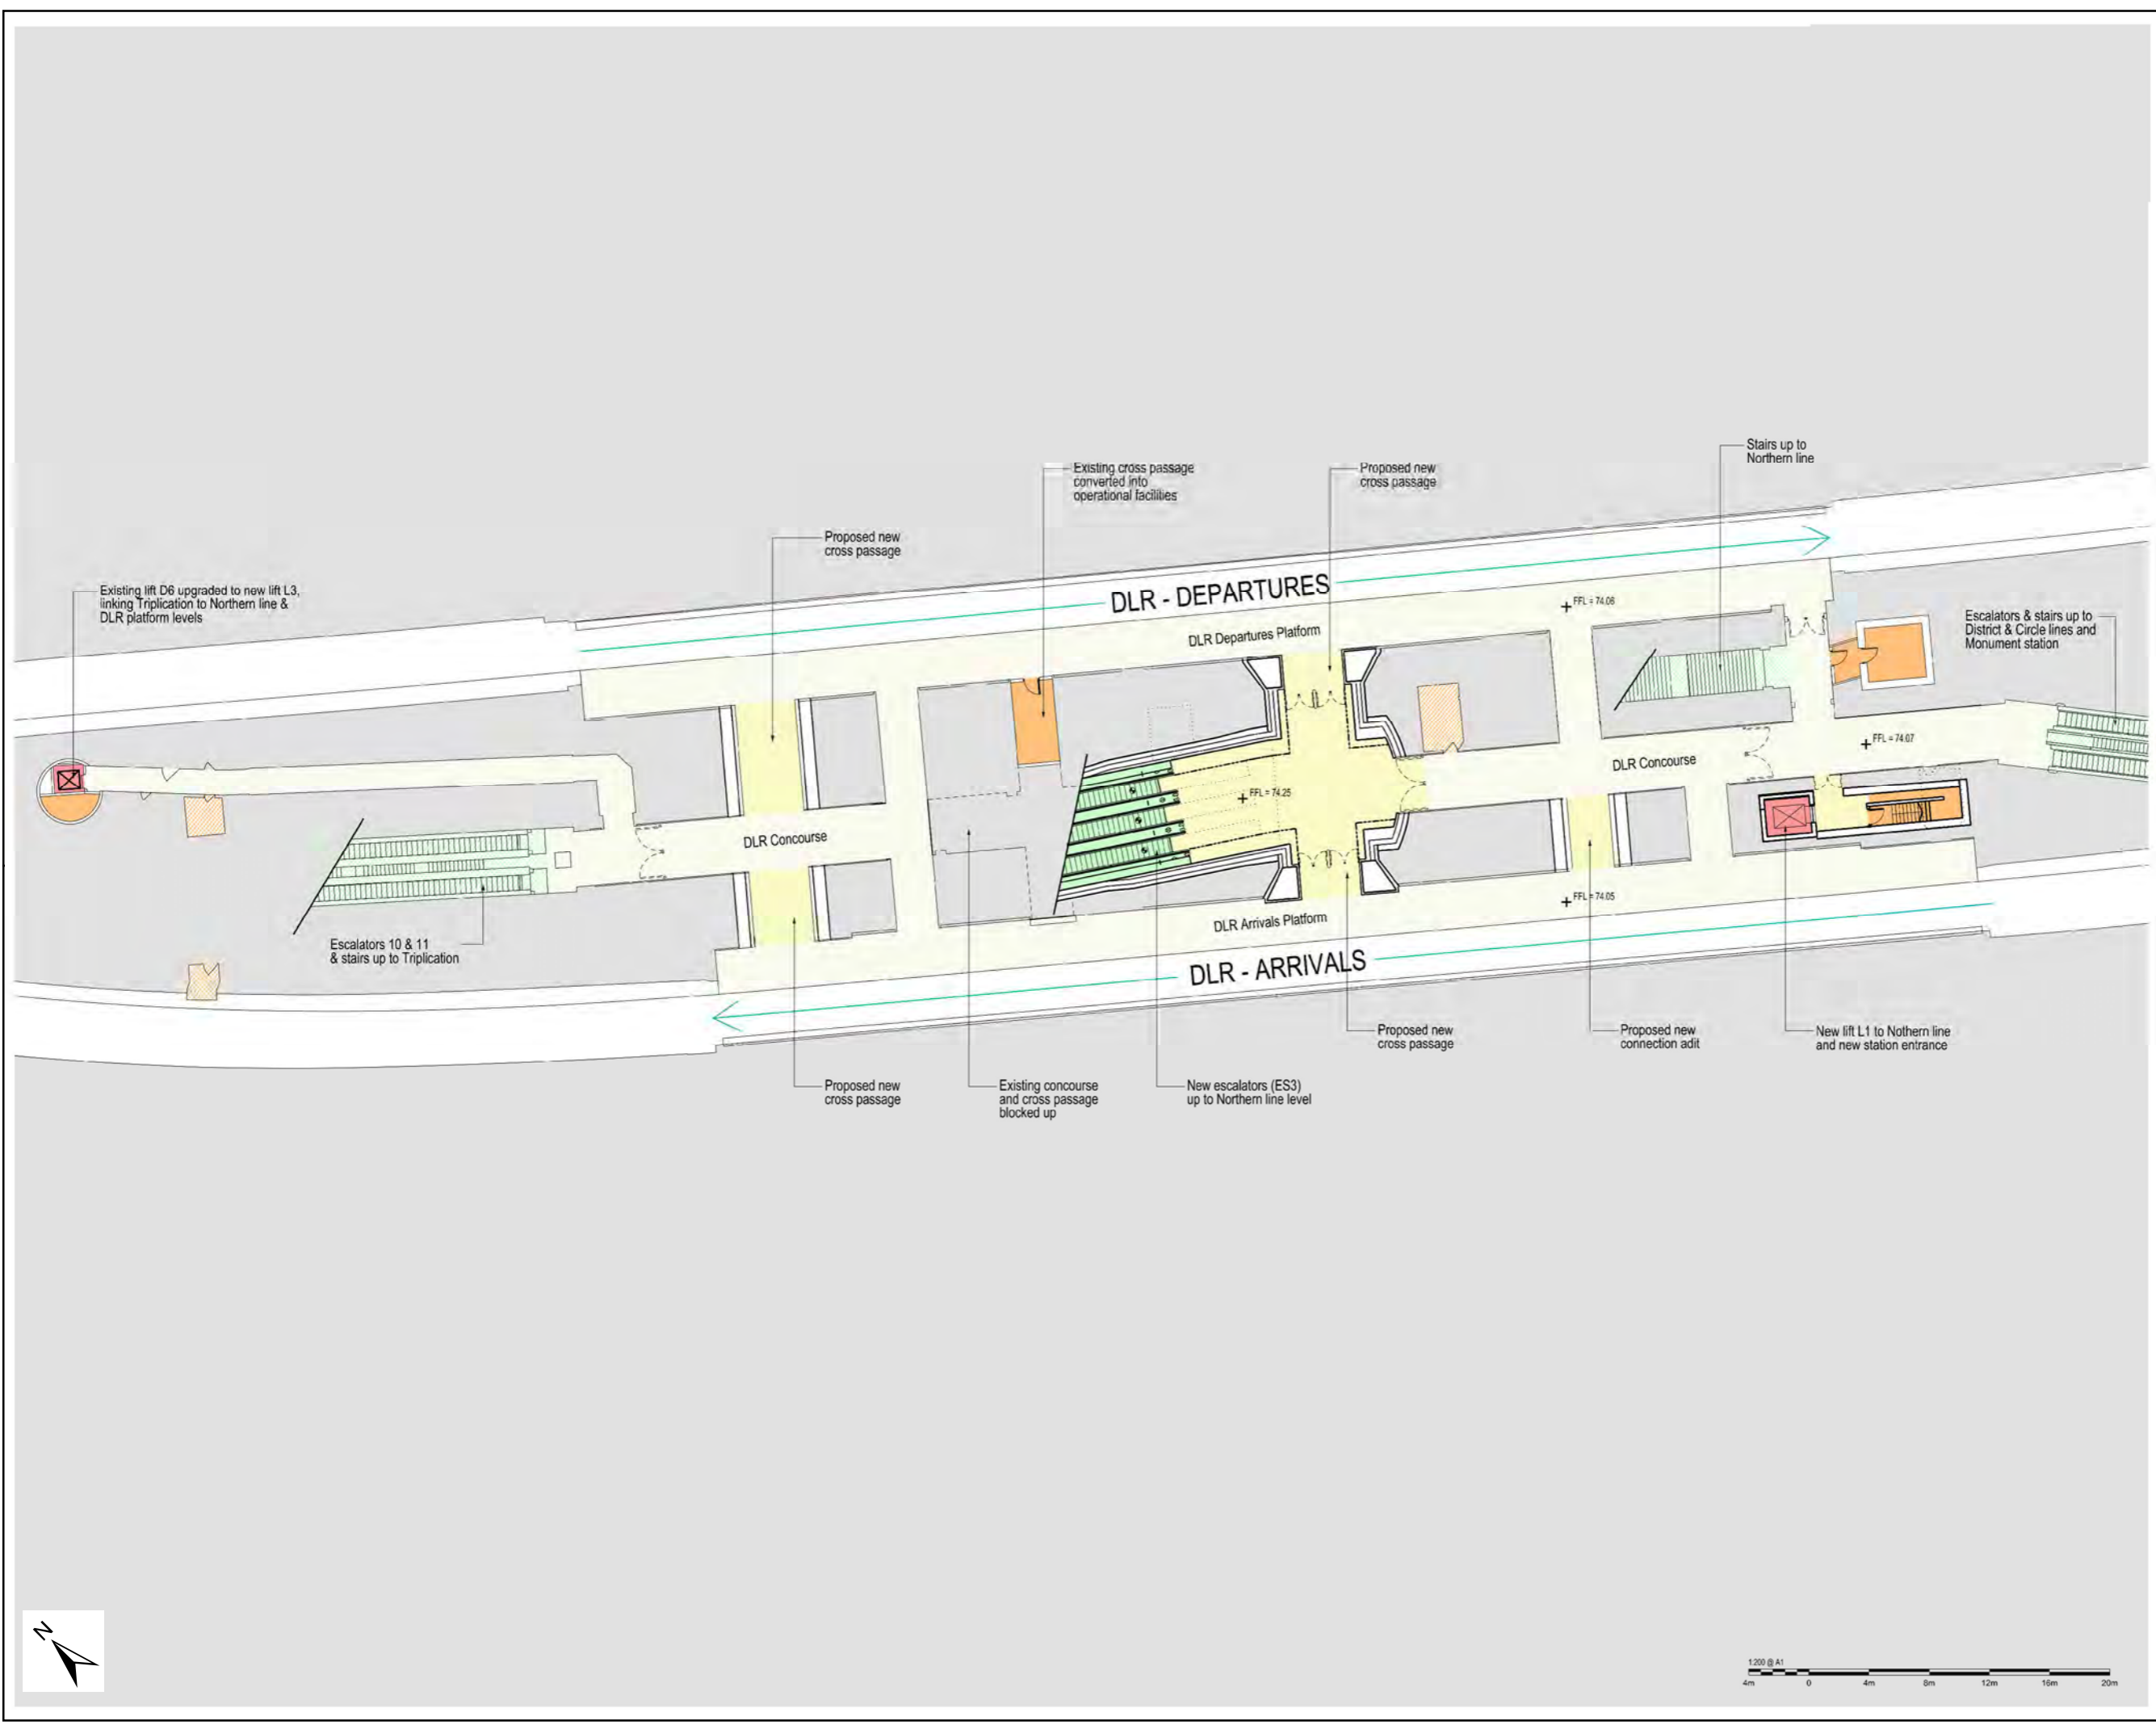 Stairs up to
Northern line
Existing cross passage
converted into
operational facilities
Proposed new
cross passage
Proposed new
cross passage
Existing lift D6 upgraded to new lift L3,
linking Triplication to Northern line &
DLR platform levels
DLR - DEPARTURES
FFL = 74.06
DLR Departures Platform
Escalators & stairs up to
District & Circle lines and
Monument station
FFL = 74.07
DLR Concourse
FFL = 74.25
DLR Concourse
FFL = 74.05
DLR Arrivals Platform
Escalators 10 & 11
& stairs up to Triplication
DLR - ARRIVALS
Proposed new
cross passage
Proposed new
connection adit
New lift L1 to Nothern line
and new station entrance
Proposed new
cross passage
Existing concourse
and cross passage
blocked up
New escalators (ES3)
up to Northern line level
N
1:200 @ A1
4m 0 4m 8m 12m 16m 20m